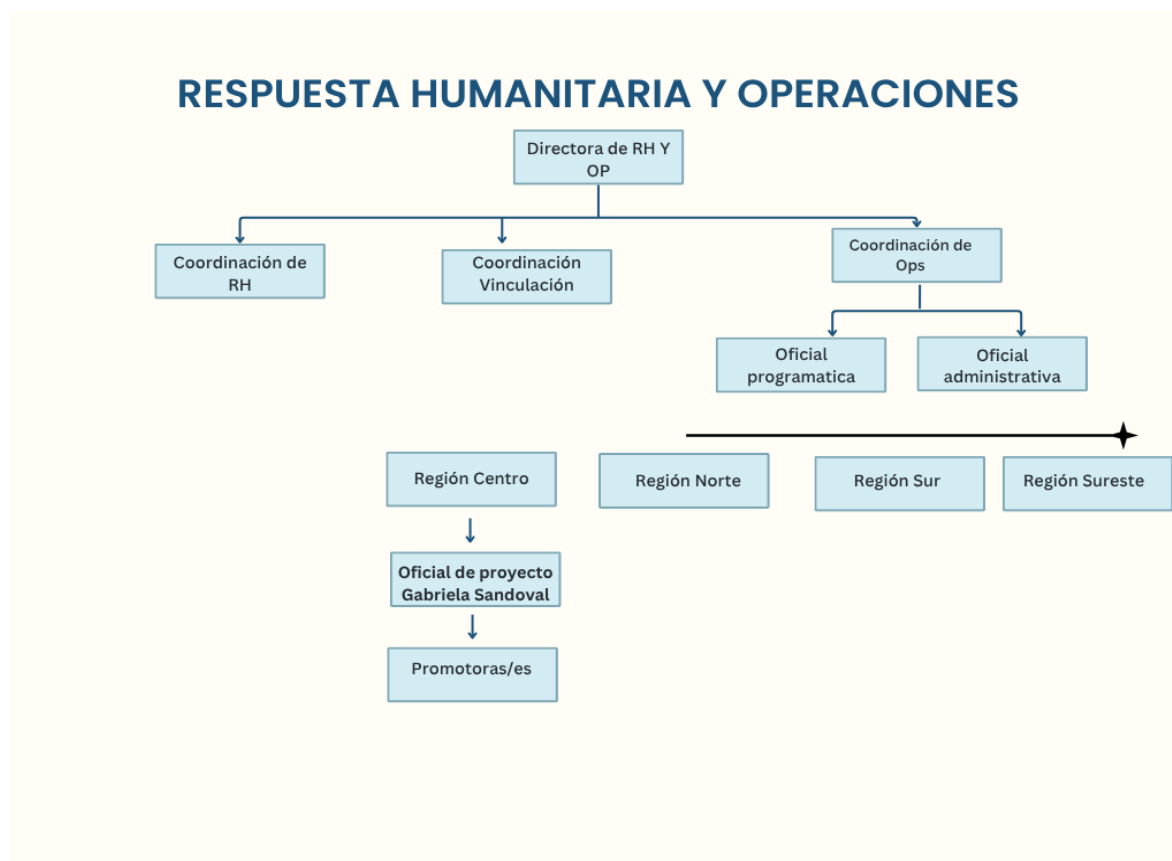 RESPUESTA HUMANITARIA Y OPERACIONES
Directora de RH Y
OP
Coordinación de
RH
Coordinación
Vinculación
Coordinación de
Ops
Oficial
programatica
Oficial
administrativa
Región Centro
Región Norte
Región Sur
Región Sureste
Oficial de proyecto
Gabriela Sandoval
Promotoras/es